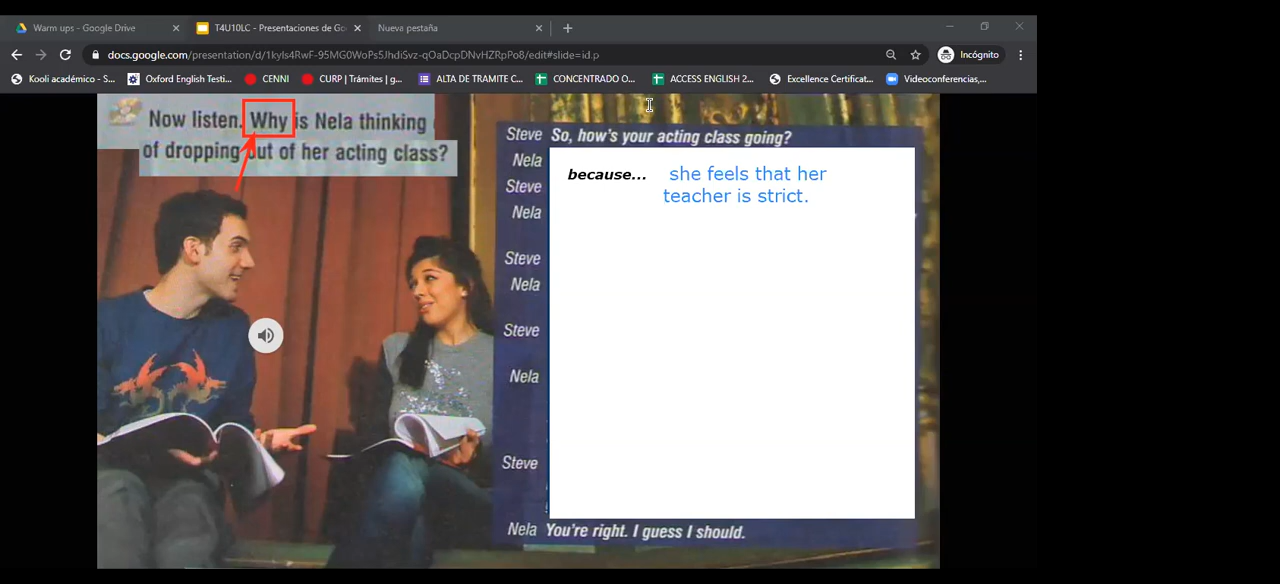 Warm ups - Google Drive
T4U10LC - Presentaciones de Go
Nueva pestaña
docs.google.com/presentation/d/1kyls4RwF-95MG0WoPs5JhdiSvz-qOaDcpDNvHZRpPo8/edit#slide=id.p
Incógnito
Kooli académico - S...
Oxford English Testi...
CENNI
CURP | Trámites | g...
ALTA DE TRAMITE C...
CONCENTRADO O...
ACCESS ENGLISH 2...
Excellence Certificat...
Videoconferencias,...
Now listen. Why is Nela thinking
of dropping out of her acting class?
Steve So, how's your acting class going?
Nela
because... she feels that her
teacher is strict.
Steve
Nela
Steve
Nela
Steve
Nela
Steve
Nela You're right. I guess I should.